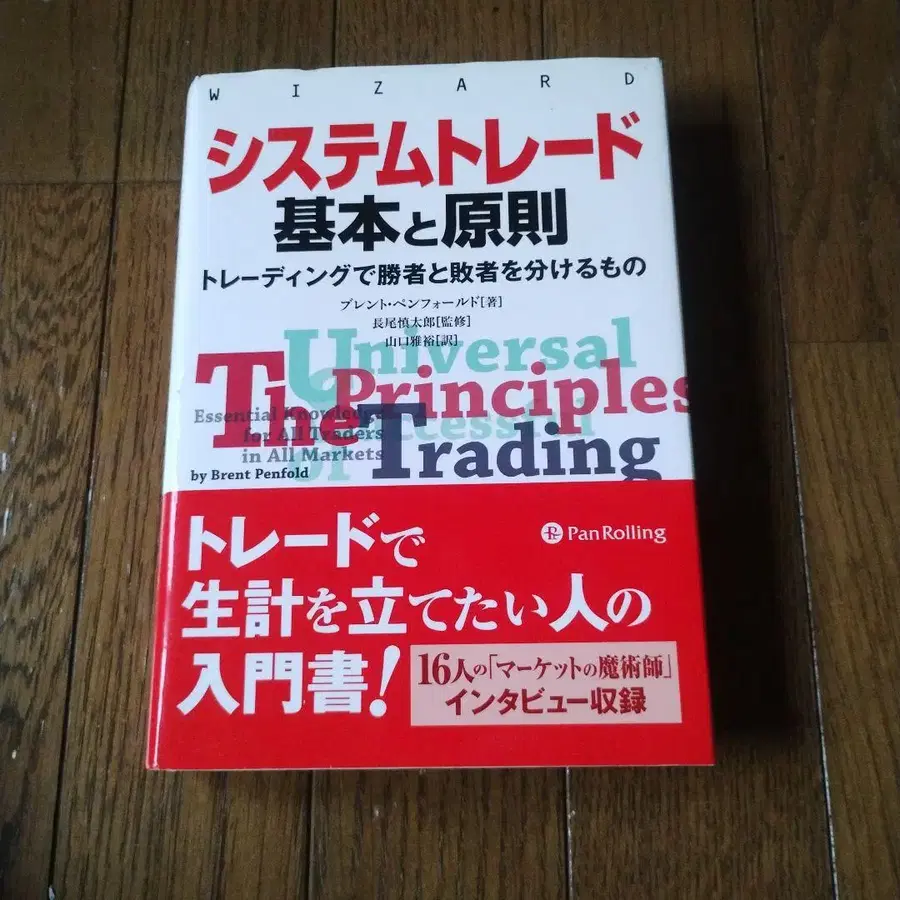 WIZARD
システムトレード
基本と原則
トレーディングで勝者と敗者を分けるもの
ブレント・ペンフォールド[著]
長尾慎太郎[監修]
山口雅裕[訳]
Universal
The Principles
Essential Knowledge
for All Traders
in All Markets
of Successful
Trading
by Brent Penfold
PanRolling
トレードで
生計を立てたい人の
入門書!
16人の「マーケットの魔術師」
インタビュー収録